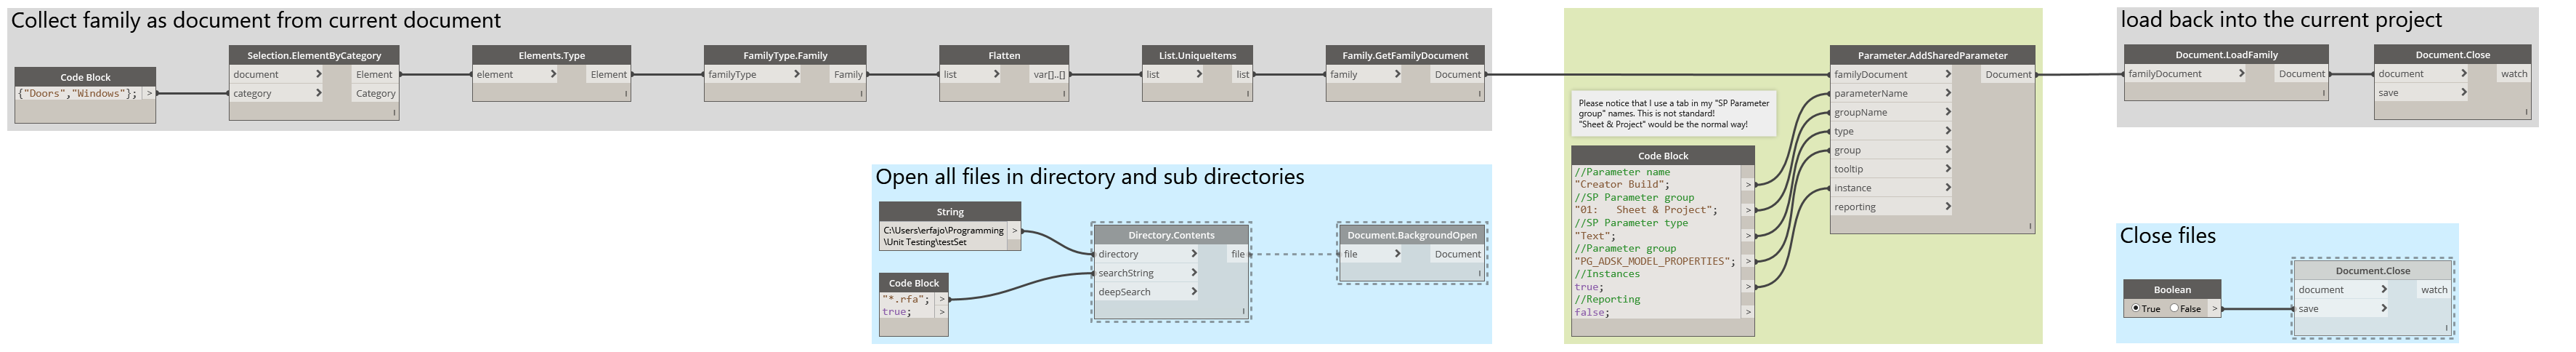 Collect family as document from current document
Code Block
{"Doors","Windows"};
>
Selection.ElementByCategory
document > Element
category > Category
l
Elements.Type
element > Element
l
FamilyType.Family
familyType > Family
l
Flatten
list > var[]..[]
l
List.UniqueItems
list > list
l
Family.GetFamilyDocument
family > Document
l
Please notice that I use a tab in my "SP Parameter
group" names. This is not standard!
"Sheet & Project" would be the normal way!
Code Block
//Parameter name
"Creator Build"; >
//SP Parameter group
"01:   Sheet & Project"; >
//SP Parameter type
"Text"; >
//Parameter group
"PG_ADSK_MODEL_PROPERTIES"; >
//Instances
true; >
//Reporting
false; >
Parameter.AddSharedParameter
familyDocument > Document
parameterName >
groupName >
type >
group >
tooltip >
instance >
reporting >
l
load back into the current project
Document.LoadFamily
familyDocument > Document
l
Document.Close
document > watch
save >
l
Open all files in directory and sub directories
String
C:\Users\erfajo\Programming
\Unit Testing\testSet
>
Code Block
"*.rfa"; >
true; >
Directory.Contents
directory > file
searchString >
deepSearch >
l
Document.BackgroundOpen
file > Document
l
Close files
Boolean
True False >
Document.Close
document > watch
save >
l